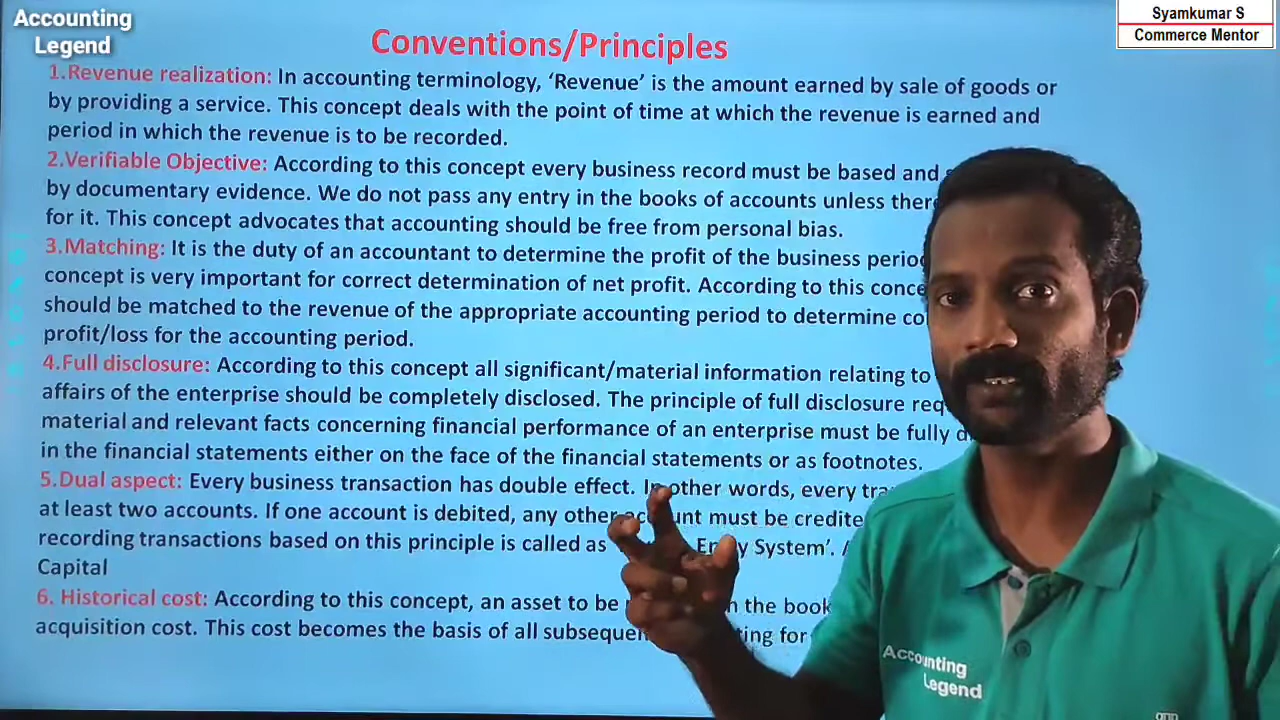 Accounting
Legend
Syamkumar S
Commerce Mentor
Conventions/Principles
1.Revenue realization: In accounting terminology, ‘Revenue’ is the amount earned by sale of goods or
by providing a service. This concept deals with the point of time at which the revenue is earned and
period in which the revenue is to be recorded.
2.Verifiable Objective: According to this concept every business record must be based and
by documentary evidence. We do not pass any entry in the books of accounts unless
for it. This concept advocates that accounting should be free from personal bias.
3.Matching: It is the duty of an accountant to determine the profit of the business
concept is very important for correct determination of net profit. According to this
should be matched to the revenue of the appropriate accounting period to determine
profit/loss for the accounting period.
4.Full disclosure: According to this concept all significant/material information relating to
affairs of the enterprise should be completely disclosed. The principle of full disclosure
material and relevant facts concerning financial performance of an enterprise must be fully
in the financial statements either on the face of the financial statements or as footnotes.
5.Dual aspect: Every business transaction has double effect. In other words, every
at least two accounts. If one account is debited, any other account must be
recording transactions based on this principle is called as System’.
Capital
6. Historical cost: According to this concept, an asset to be the
acquisition cost. This cost becomes the basis of all for
Accounting
Legend